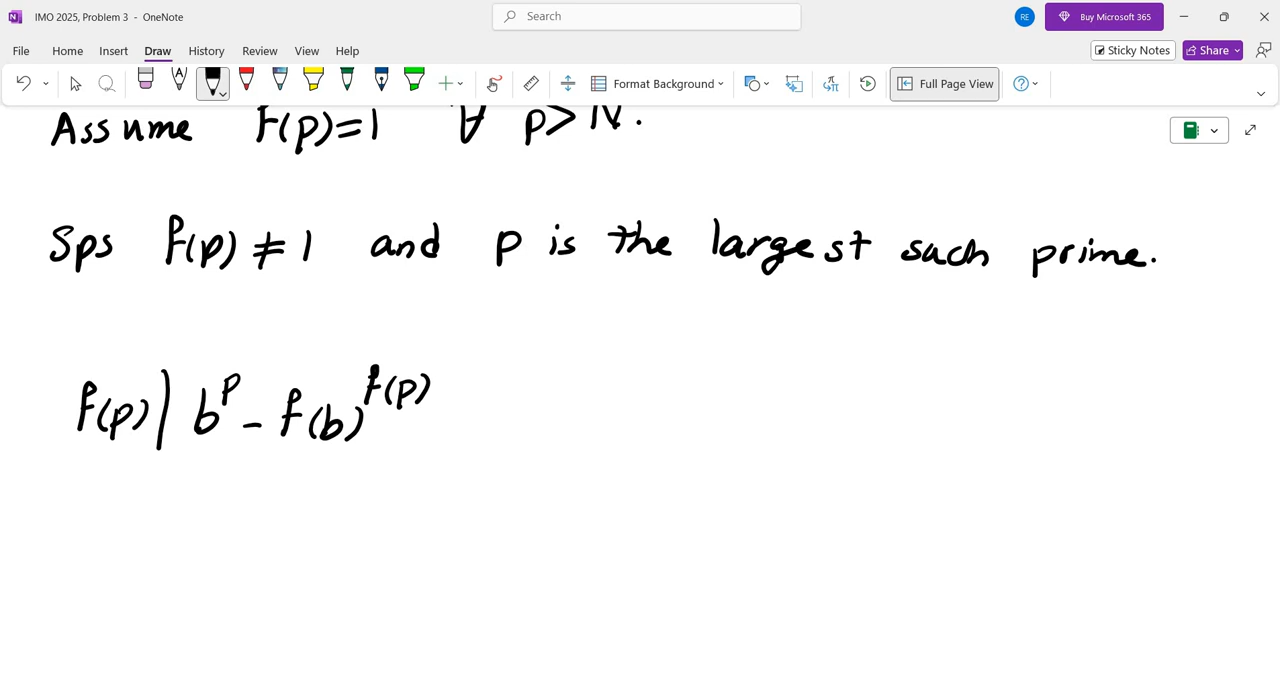 IMO 2025, Problem 3 - OneNote
Search
RE
Buy Microsoft 365
File Home Insert Draw History Review View Help
Sticky Notes
Share
Format Background
Full Page View
Assume f(p)=1 ∀ p>N.
Sps f(p)≠1 and p is the largest such prime.
f(p) | b^p - f(b)^f(p)